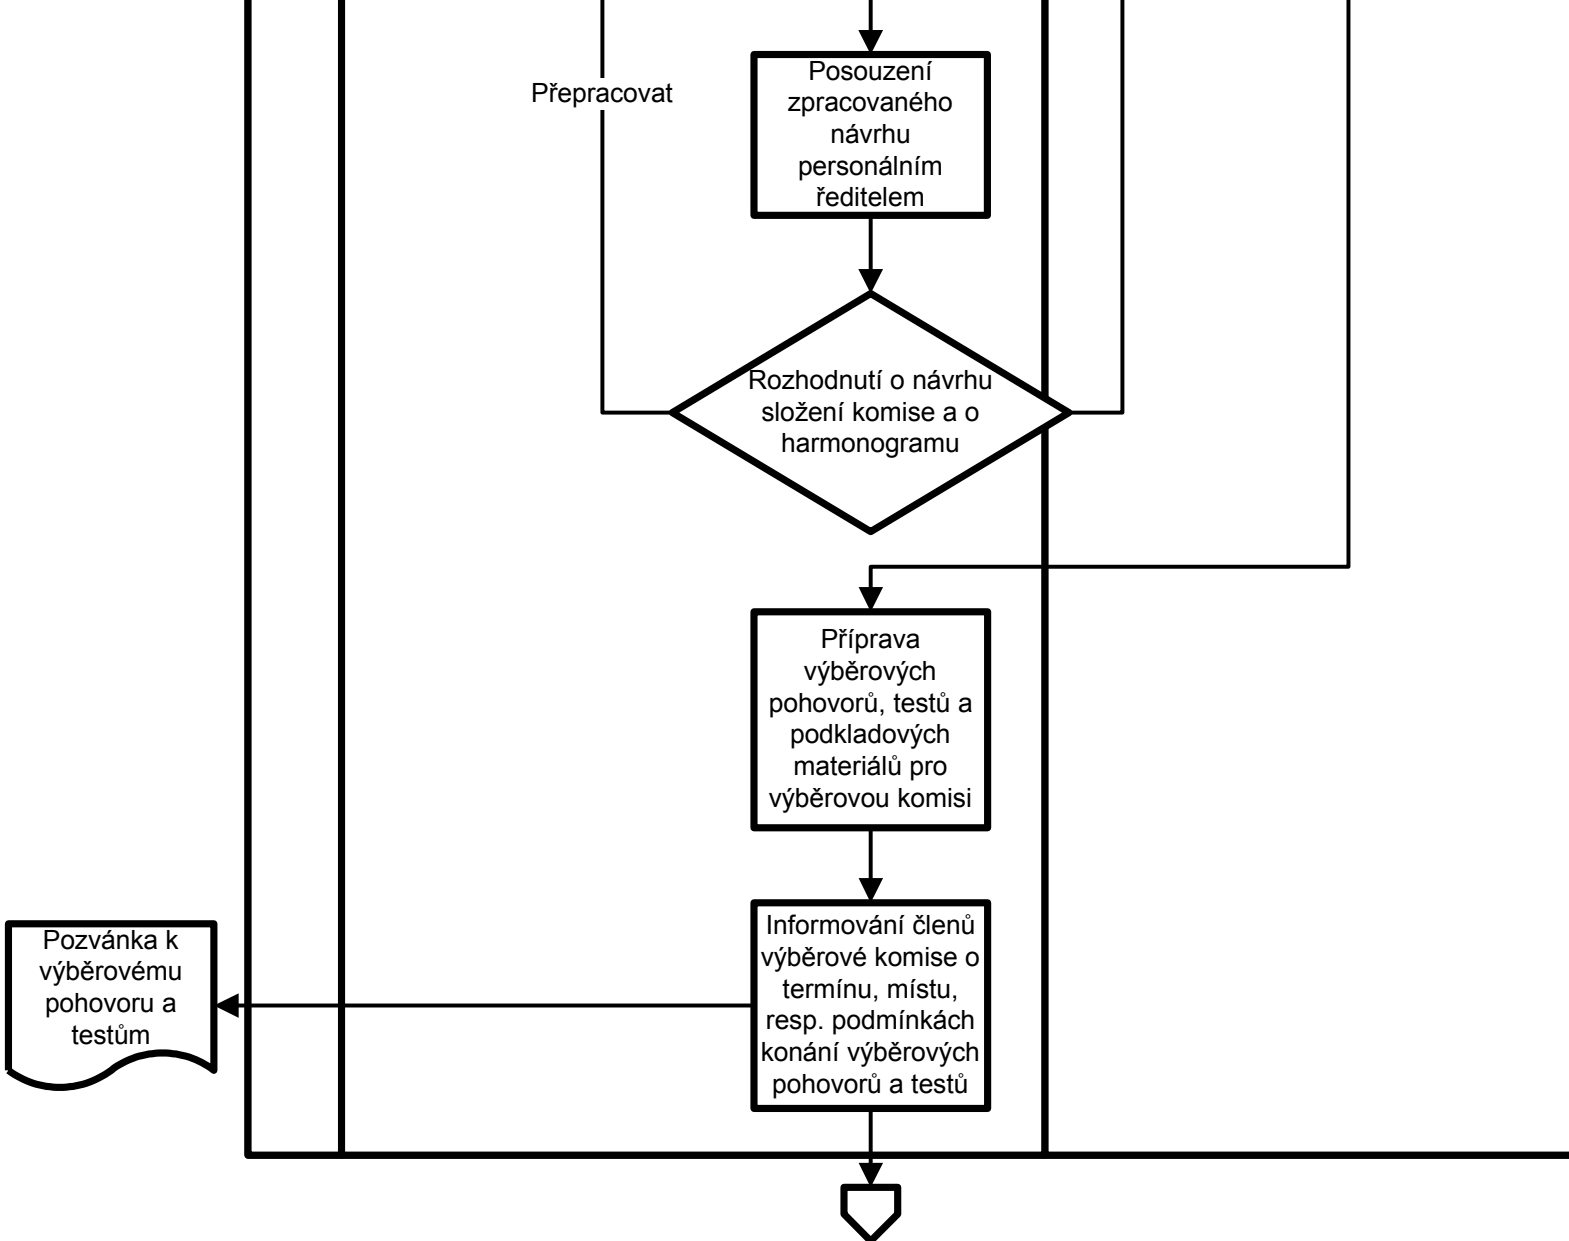 Přepracovat
Posouzení
zpracovaného
návrhu
personálním
ředitelem
Rozhodnutí o návrhu
složení komise a o
harmonogramu
Příprava
výběrových
pohovorů, testů a
podkladových
materiálů pro
výběrovou komisi
Informování členů
výběrové komise o
termínu, místu,
resp. podmínkách
konání výběrových
pohovorů a testů
Pozvánka k
výběrovému
pohovoru a
testům